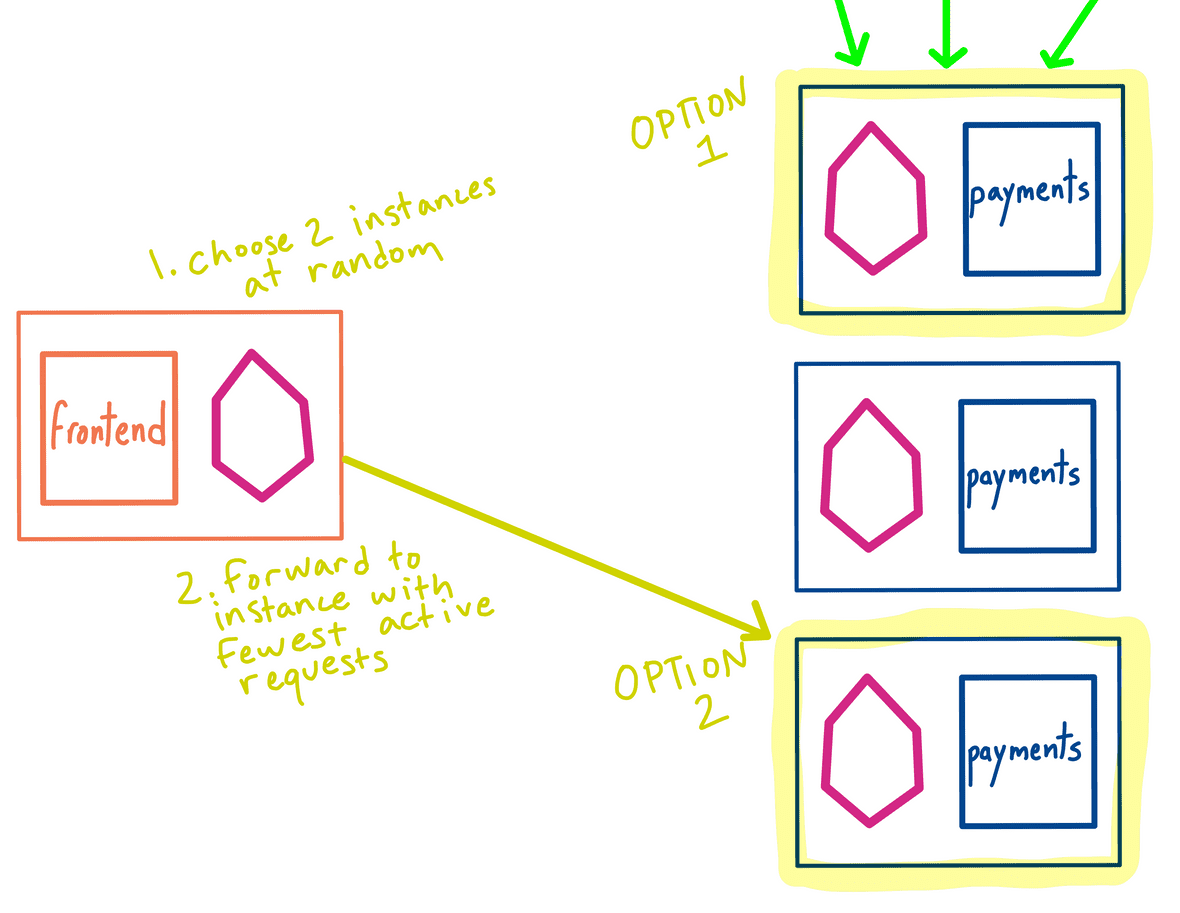 OPTION
1
payments
1. choose 2 instances
at random
frontend
payments
2. forward to
instance with
fewest active
requests
OPTION
2
payments